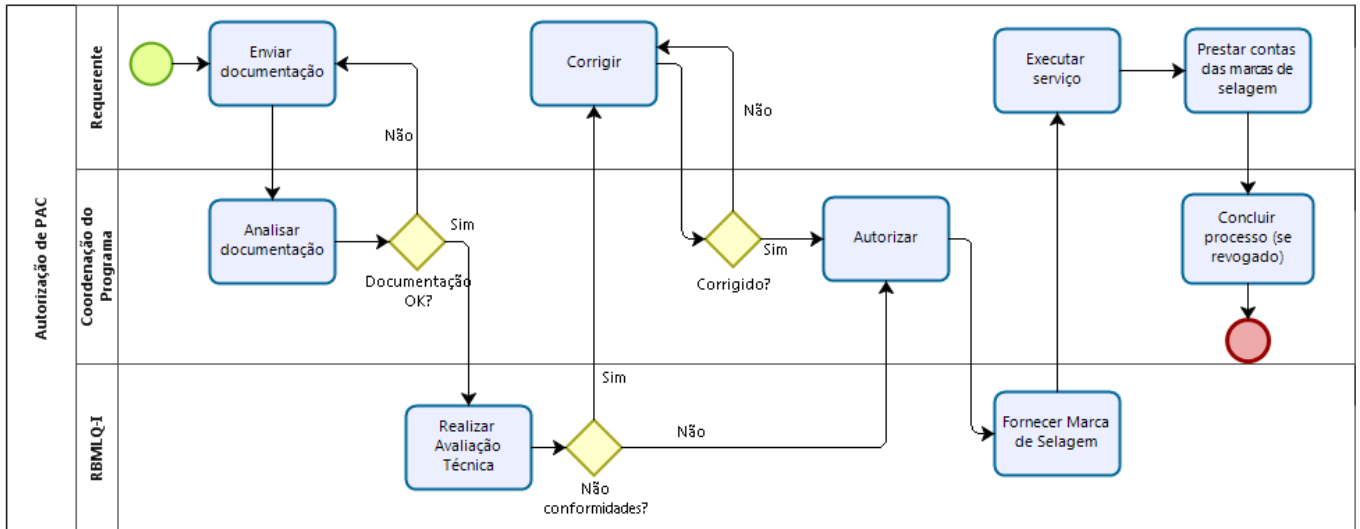 Autorização de PAC
Requerente
Enviar
documentação
Não
Corrigir
Não
Executar
serviço
Prestar contas
das marcas de
selagem
Coordenação do
Programa
Analisar
documentação
Sim
Documentação
OK?
Sim
Corrigido?
Autorizar
Concluir
processo (se
revogado)
RBMLQ-I
Realizar
Avaliação
Técnica
Sim
Não
Não
conformidades?
Fornecer Marca
de Selagem